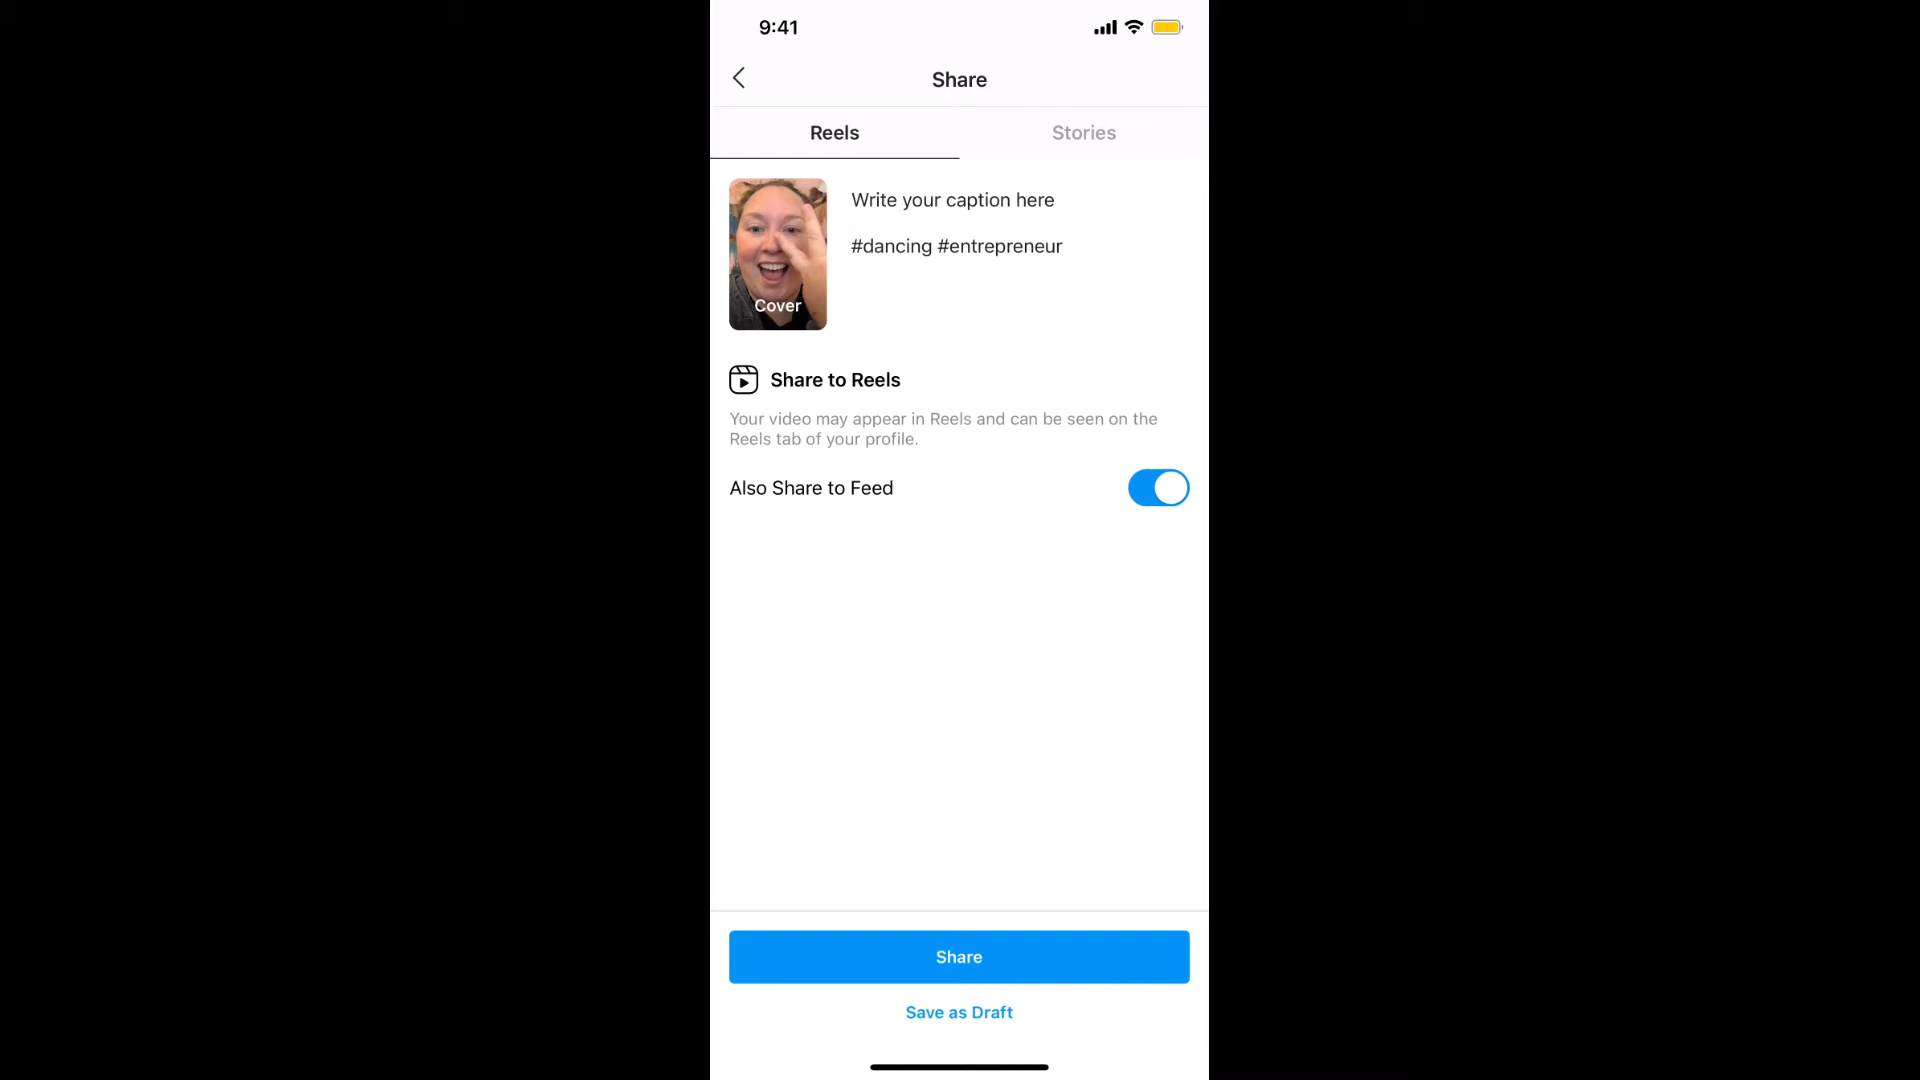 9:41
Share
Reels
Stories
Write your caption here
#dancing #entrepreneur
Cover
Share to Reels
Your video may appear in Reels and can be seen on the
Reels tab of your profile.
Also Share to Feed
Share
Save as Draft